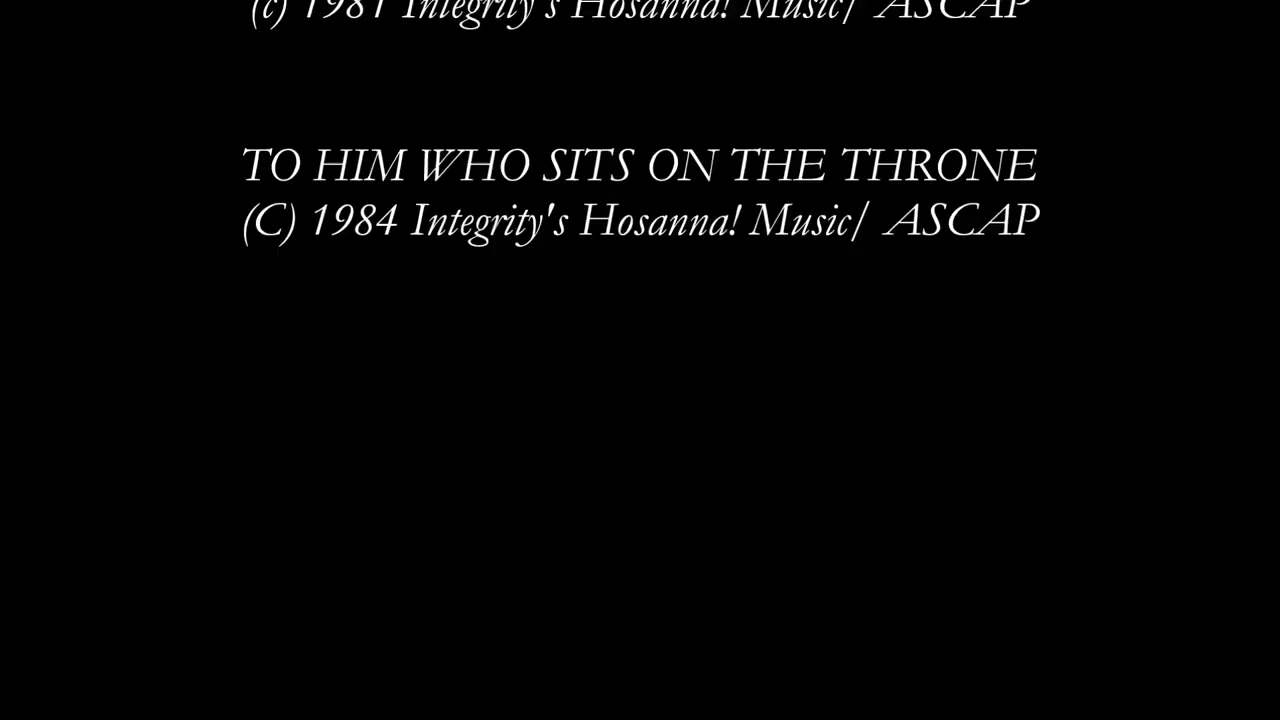 (c) 1981 Integrity's Hosanna! Music/ ASCAP
TO HIM WHO SITS ON THE THRONE
(C) 1984 Integrity's Hosanna! Music/ ASCAP